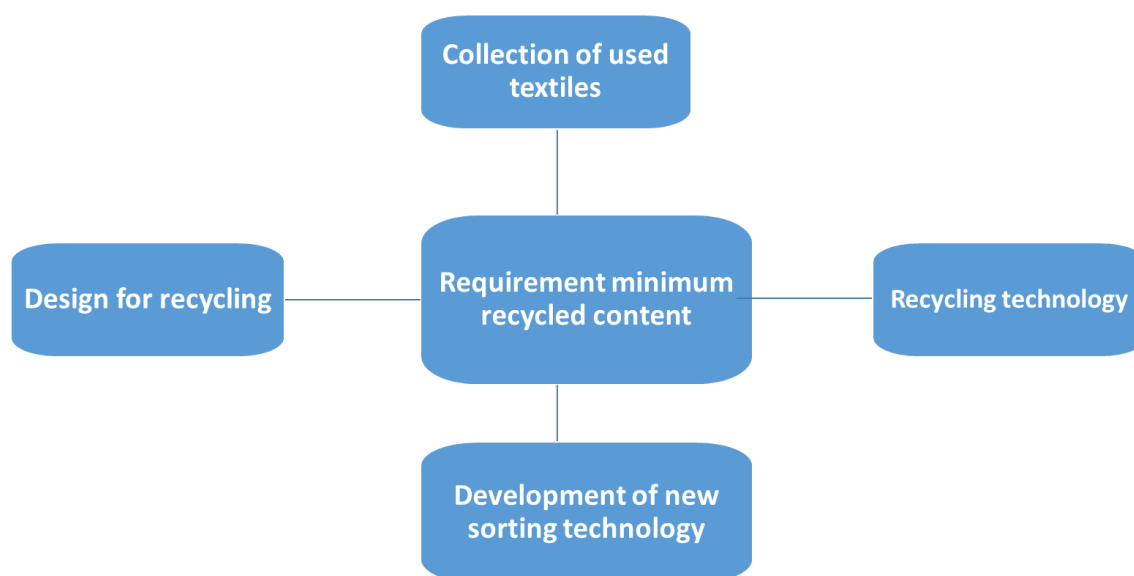 Collection of used
textiles
Design for recycling
Requirement minimum
recycled content
Recycling technology
Development of new
sorting technology